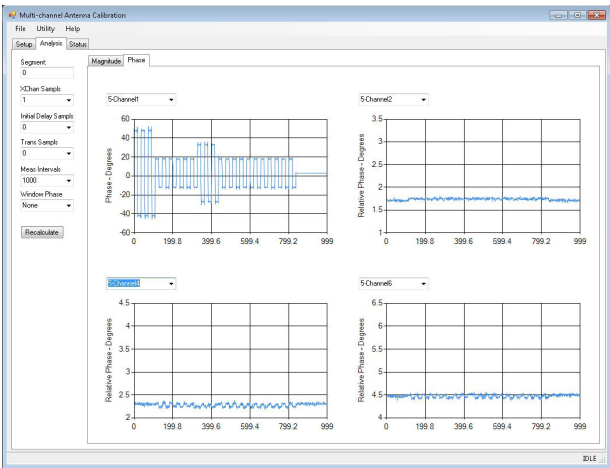 Multi-channel Antenna Calibration
File Utility Help
Setup Analysis Status
Magnitude Phase
Segment
0
XChan Sampls
1
Initial Delay Sampls
0
Trans Sampls
0
Meas Intervals
1000
Window Phase
None
Recalculate
5-Channel1
Phase - Degrees
60
40
20
0
-20
-40
-60
0 199.8 399.6 599.4 799.2 999
5-Channel2
Relative Phase - Degrees
3.5
3
2.5
2
1.5
1
0 199.8 399.6 599.4 799.2 999
5-Channel4
Relative Phase - Degrees
4.5
4
3.5
3
2.5
2
0 199.8 399.6 599.4 799.2 999
5-Channel6
Relative Phase - Degrees
6.5
6
5.5
5
4.5
4
0 199.8 399.6 599.4 799.2 999
IDLE